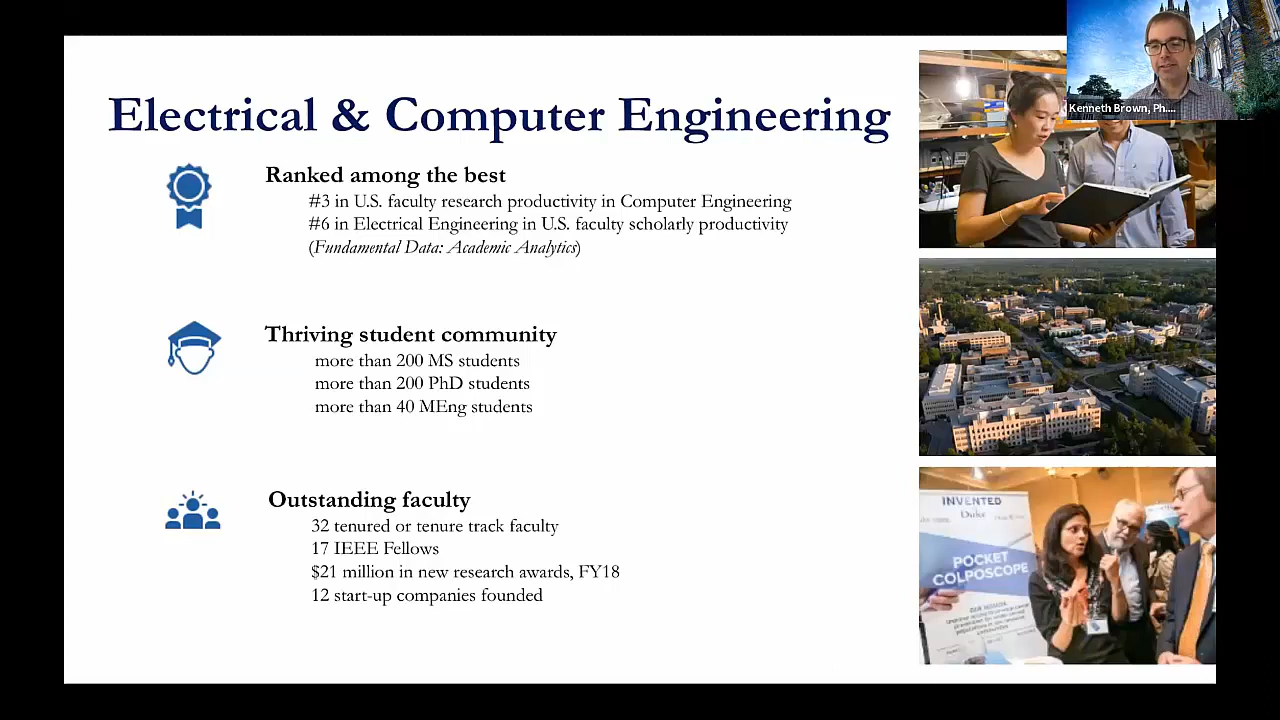 Electrical & Computer Engineering
Kenneth Brown, Ph....
Ranked among the best
#3 in U.S. faculty research productivity in Computer Engineering
#6 in Electrical Engineering in U.S. faculty scholarly productivity
(Fundamental Data: Academic Analytics)
Thriving student community
more than 200 MS students
more than 200 PhD students
more than 40 MEng students
Outstanding faculty
32 tenured or tenure track faculty
17 IEEE Fellows
$21 million in new research awards, FY18
12 start-up companies founded
INVENTED
Duke
POCKET
COLPOSCOPE